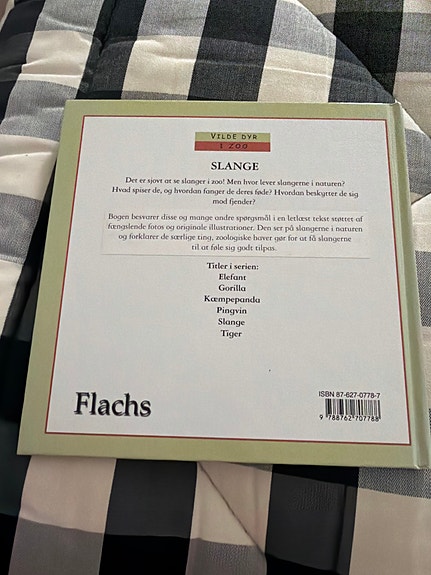 VILDE DYR
I ZOO
SLANGE
Det er sjovt at se slanger i zoo! Men hvor lever slangerne i naturen?
Hvad spiser de, og hvordan fanger de deres føde? Hvordan beskytter de sig
mod fjender?
Bogen besvarer disse og mange andre spørgsmål i en letlæst tekst støttet af
fængslende fotos og originale illustrationer. Den ser på slangerne i naturen
og forklarer de særlige ting, zoologiske haver gør for at få slangerne
til at føle sig godt tilpas.
Titler i serien:
Elefant
Gorilla
Kæmpepanda
Pingvin
Slange
Tiger
Flachs
ISBN 87-627-0778-7
9 788762 707788